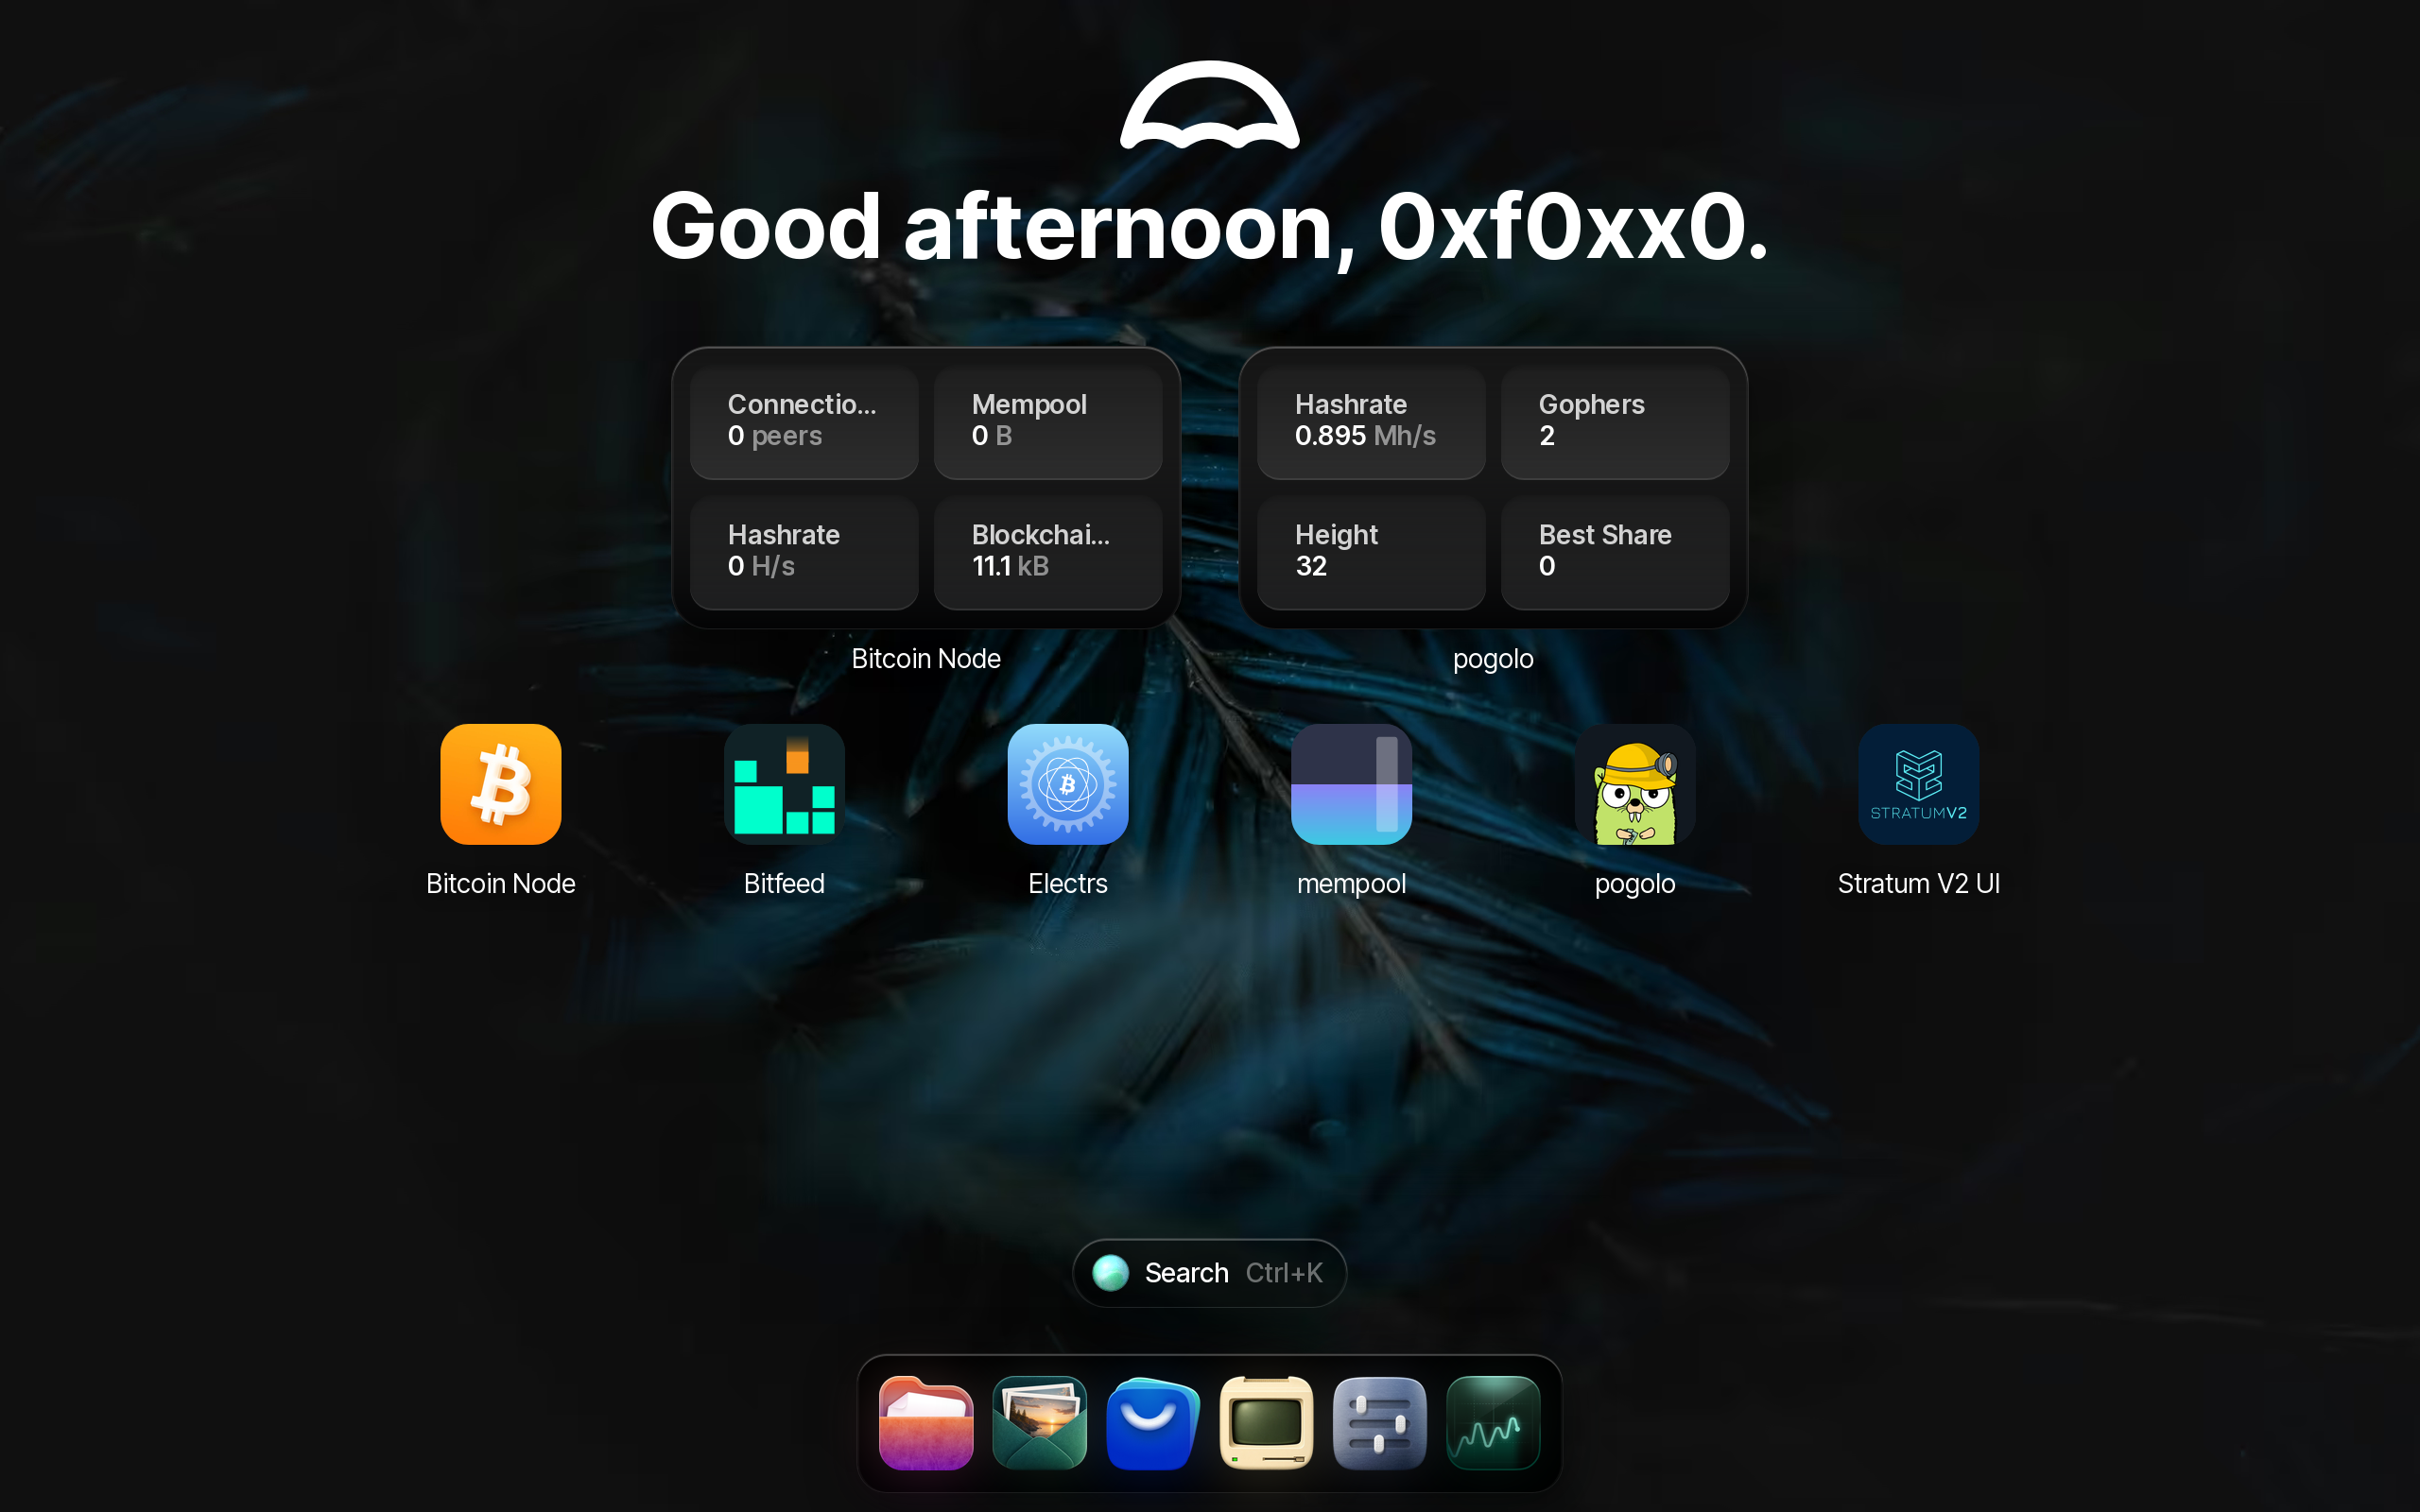 Good afternoon, 0xf0xx0.
Connectio...
0 peers
Mempool
0 B
Hashrate
0 H/s
Blockchai...
11.1 kB
Bitcoin Node
Hashrate
0.895 Mh/s
Gophers
2
Height
32
Best Share
0
pogolo
Bitcoin Node
Bitfeed
Electrs
mempool
pogolo
STRATUMV2
Stratum V2 UI
Search Ctrl+K